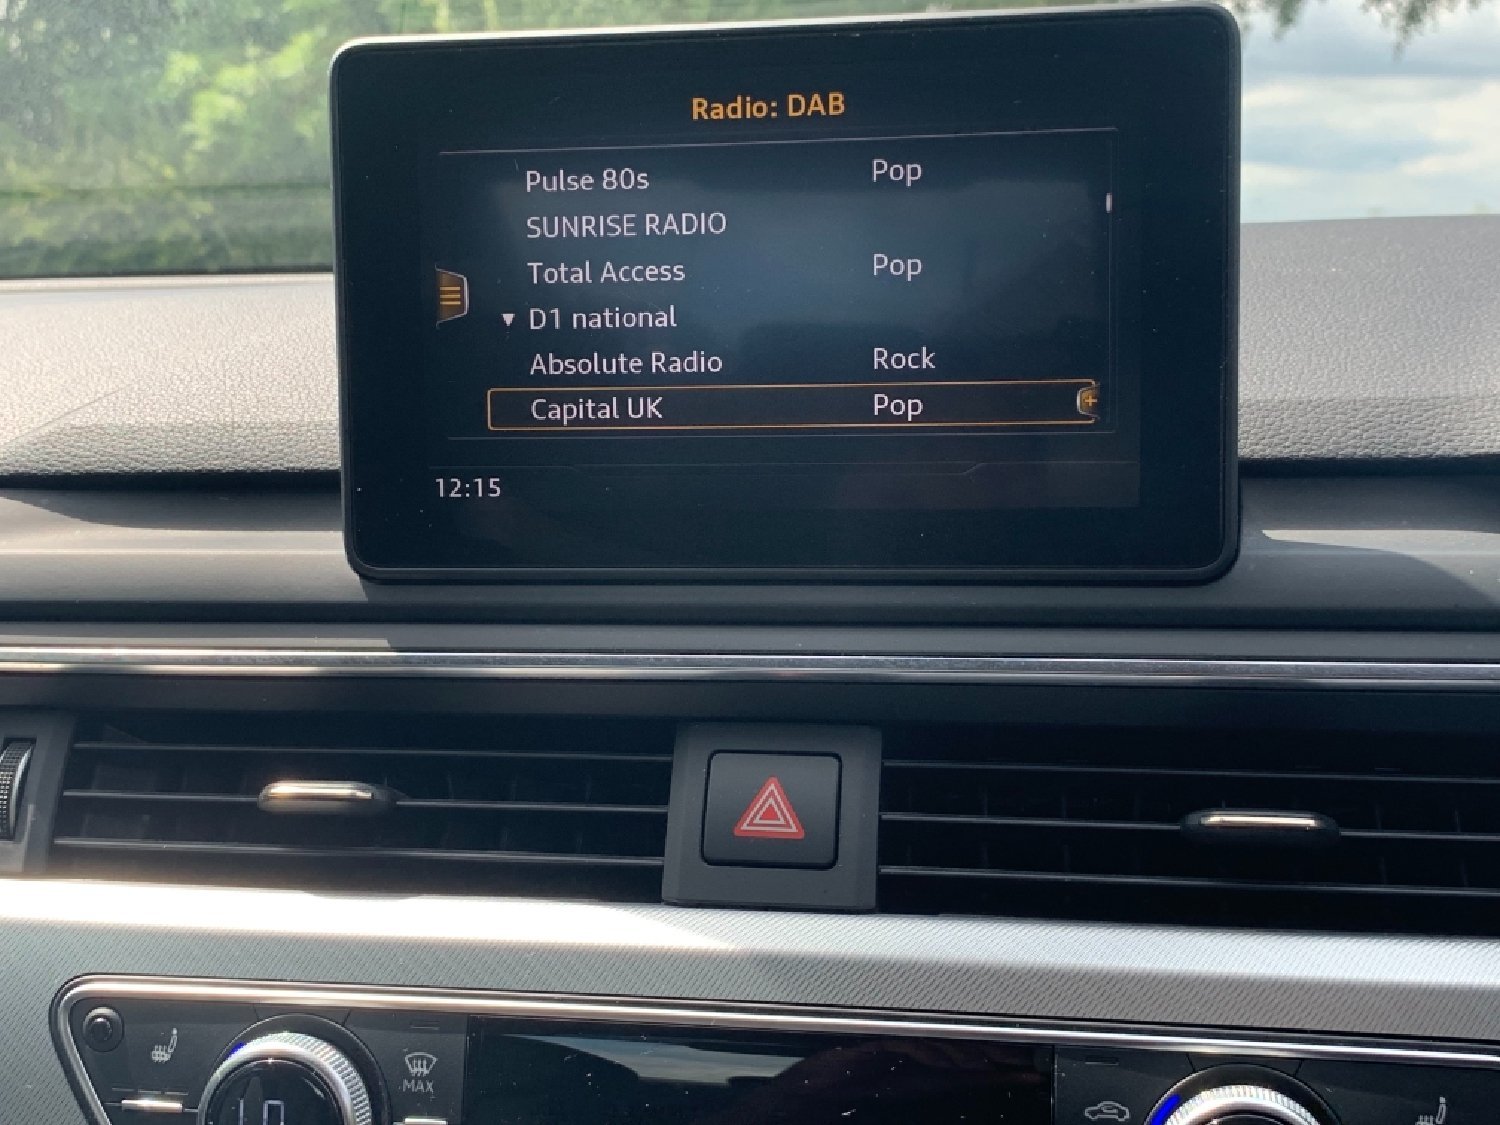 Radio: DAB
Pulse 80s Pop
SUNRISE RADIO
Total Access Pop
D1 national
Absolute Radio Rock
Capital UK Pop
12:15
MAX